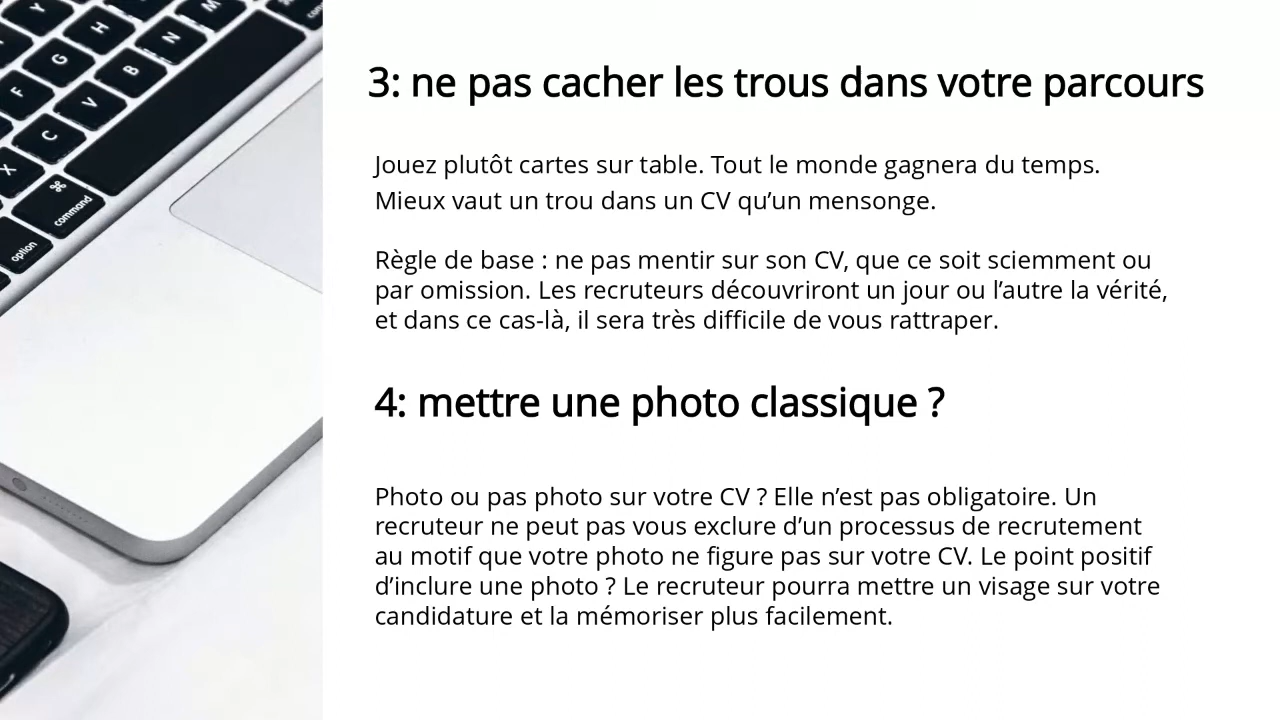 3: ne pas cacher les trous dans votre parcours
Jouez plutôt cartes sur table. Tout le monde gagnera du temps.
Mieux vaut un trou dans un CV qu’un mensonge.
Règle de base : ne pas mentir sur son CV, que ce soit sciemment ou
par omission. Les recruteurs découvriront un jour ou l’autre la vérité,
et dans ce cas-là, il sera très difficile de vous rattraper.
4: mettre une photo classique ?
Photo ou pas photo sur votre CV ? Elle n’est pas obligatoire. Un
recruteur ne peut pas vous exclure d’un processus de recrutement
au motif que votre photo ne figure pas sur votre CV. Le point positif
d’inclure une photo ? Le recruteur pourra mettre un visage sur votre
candidature et la mémoriser plus facilement.
Y
H
N
M
G
B
F
V
C
X
⌘
command
option